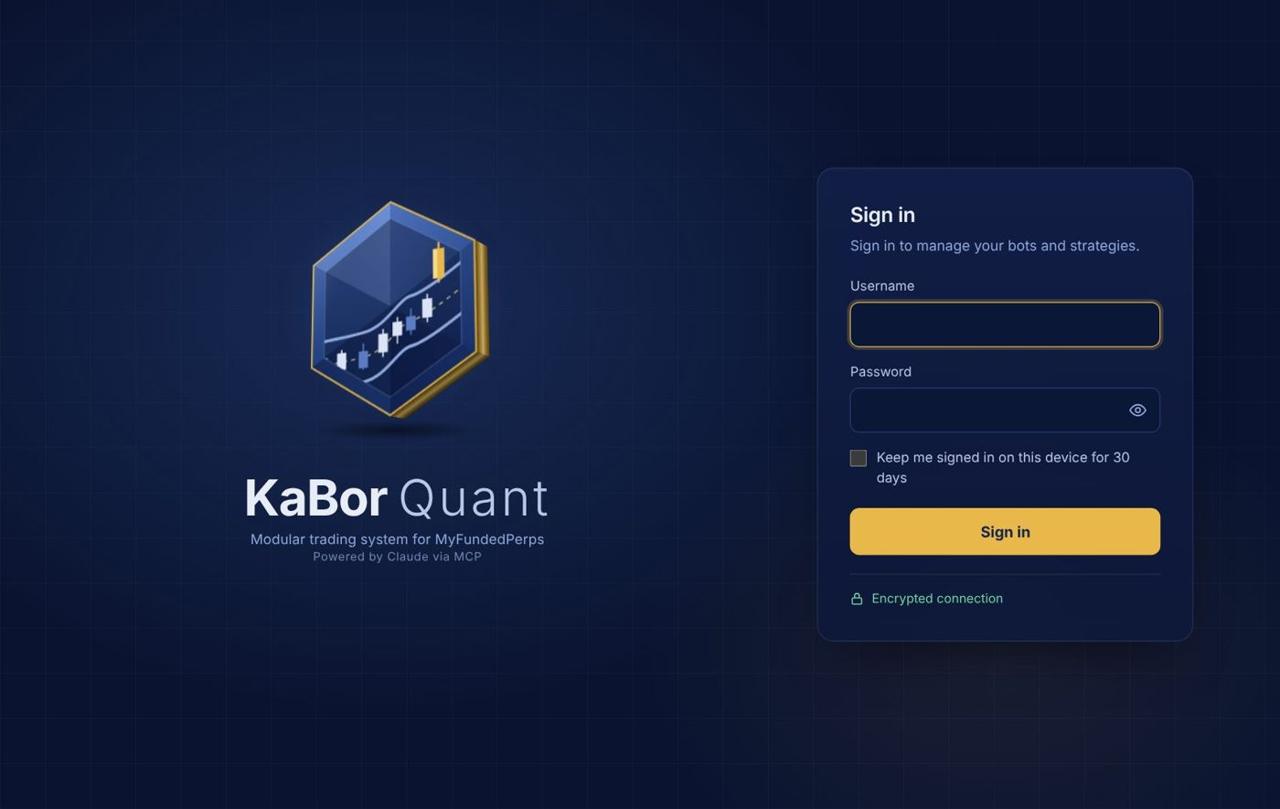 KaBor Quant
Modular trading system for MyFundedPerps
Powered by Claude via MCP
Sign in
Sign in to manage your bots and strategies.
Username
Password
Keep me signed in on this device for 30
days
Sign in
Encrypted connection